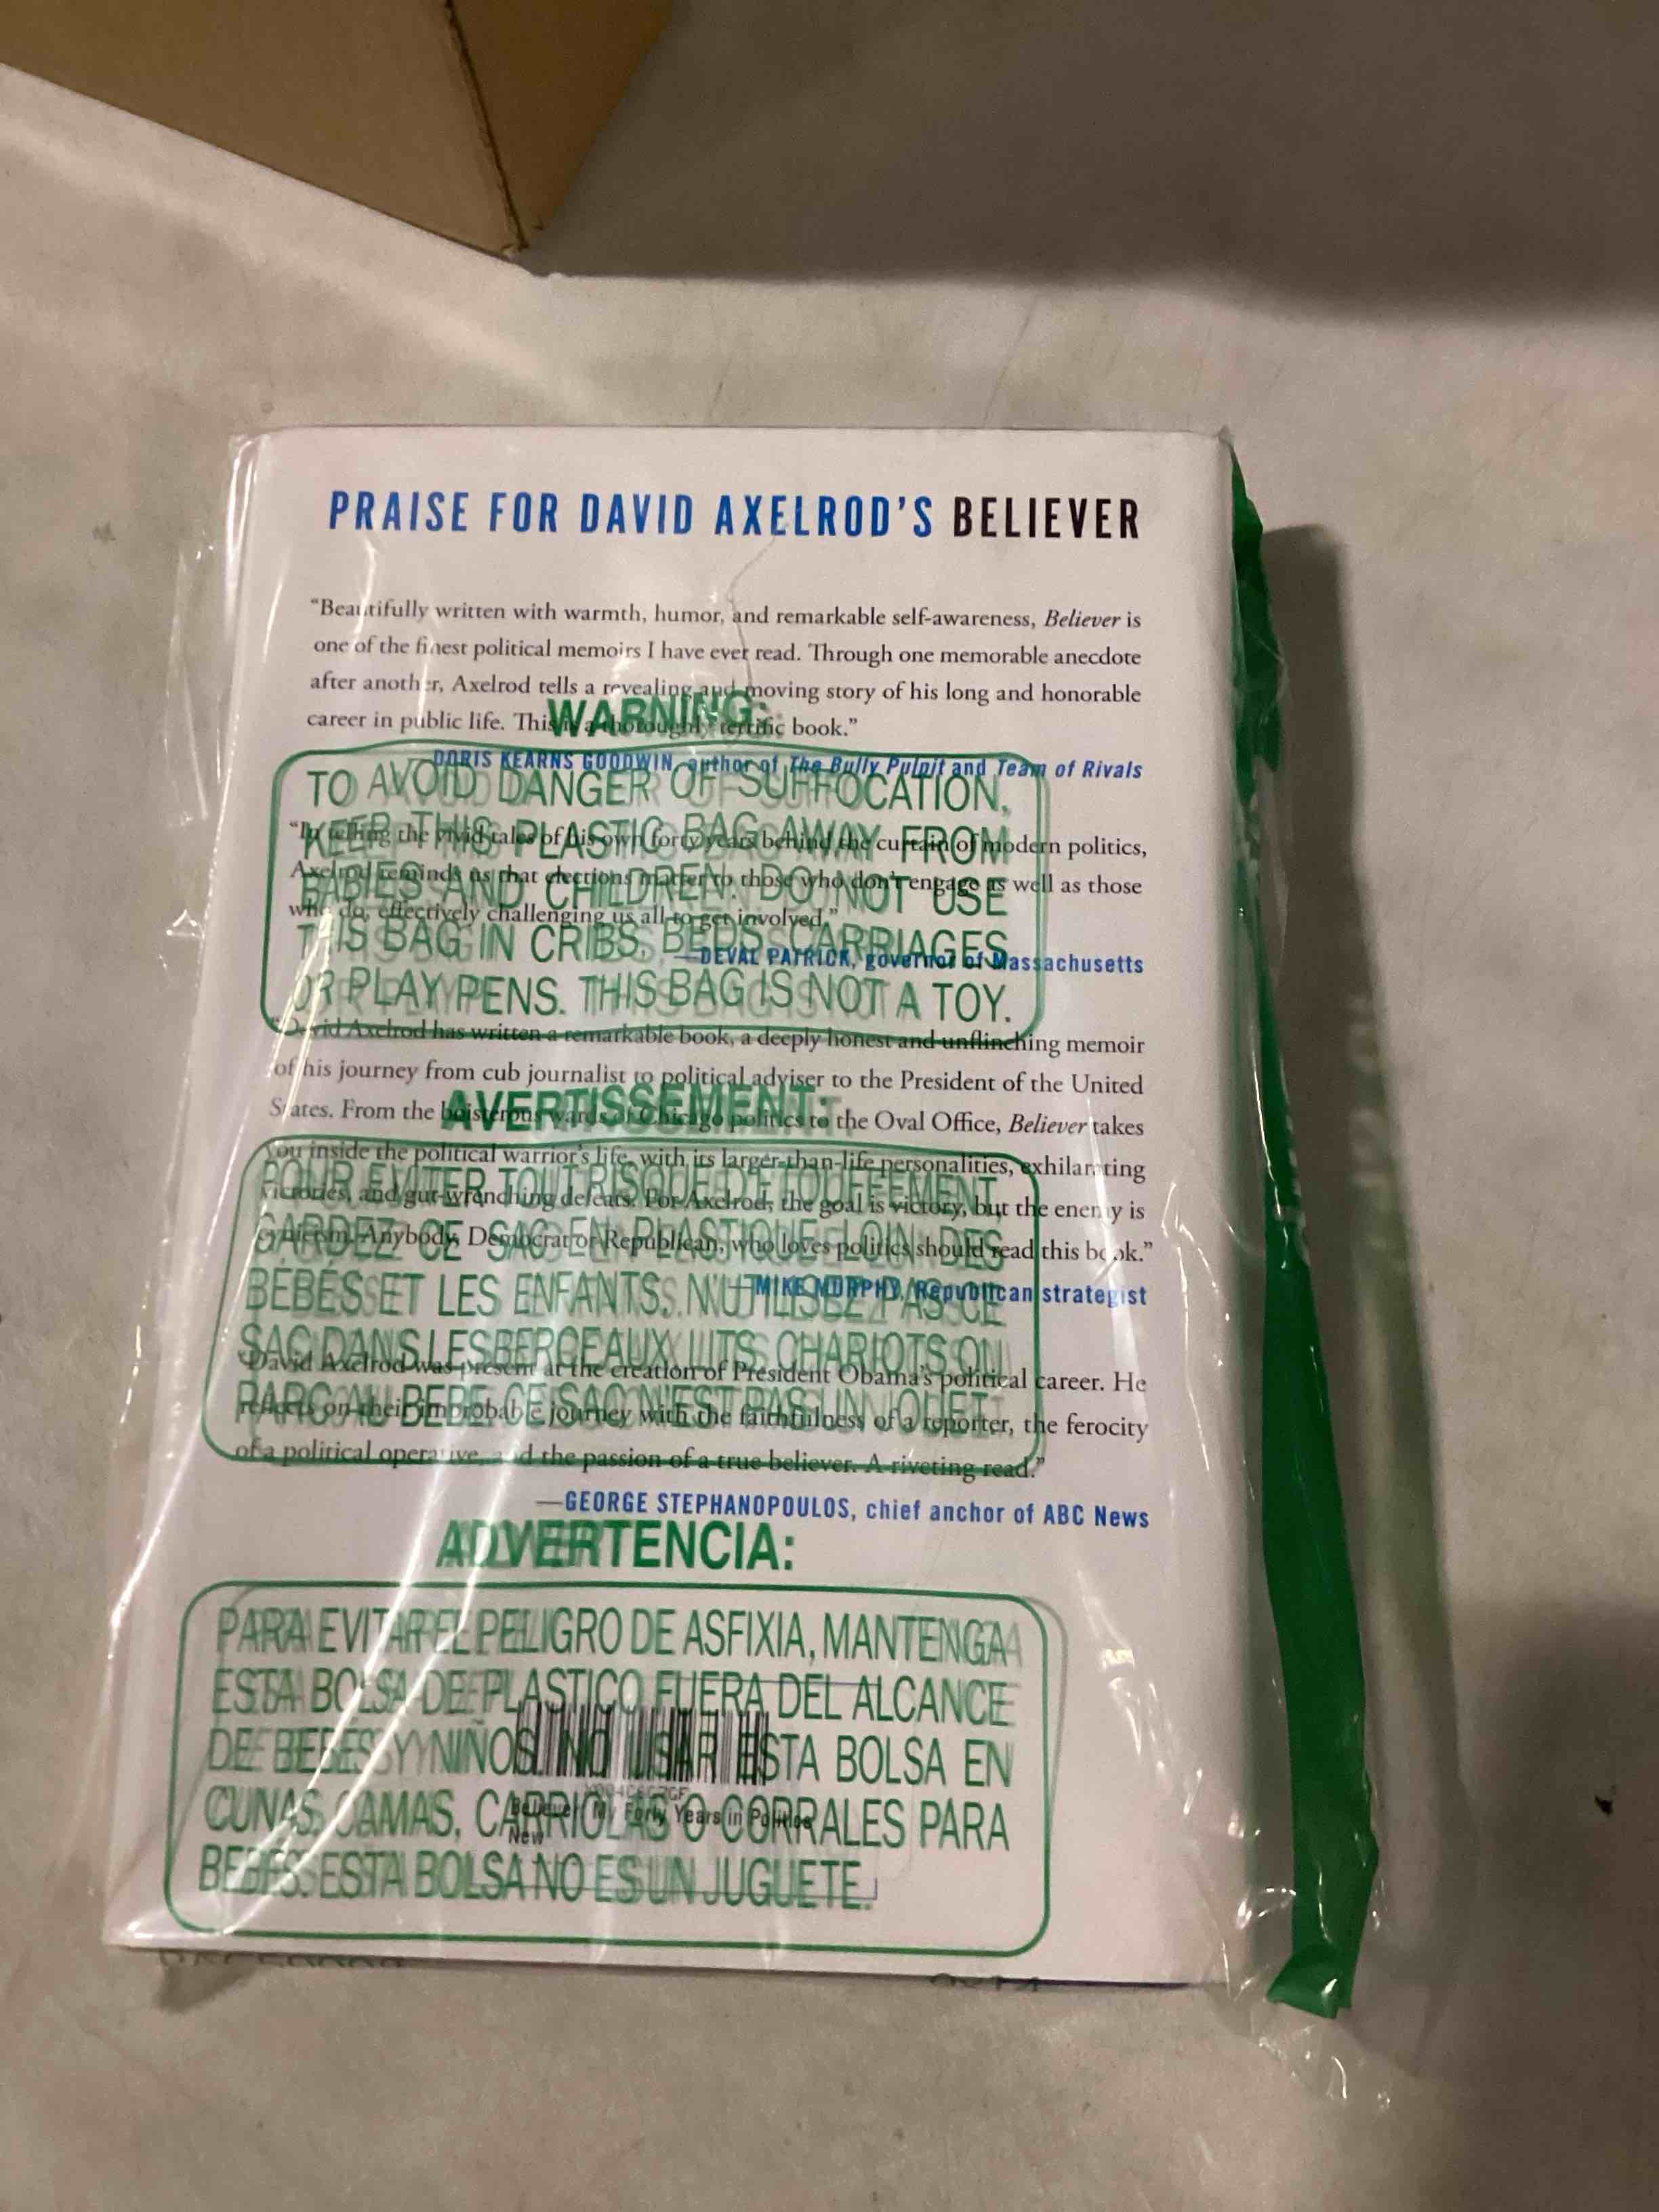 PRAISE FOR DAVID AXELROD'S BELIEVER
“Beautifully written with warmth, humor, and remarkable self-awareness, Believer is
one of the finest political memoirs I have ever read. Through one memorable anecdote
after another, Axelrod tells a revealing and moving story of his long and honorable
career in public life. This is a thoroughly terrific book.”
DORIS KEARNS GOODWIN, author of The Bully Pulpit and Team of Rivals
“In telling the vivid tales of his own forty years behind the curtain of modern politics,
Axelrod reminds us that elections matter to those who don't engage as well as those
who do, effectively challenging us all to get involved.”
—DEVAL PATRICK, governor of Massachusetts
“David Axelrod has written a remarkable book, a deeply honest and unflinching memoir
of his journey from cub journalist to political adviser to the President of the United
States. From the boisterous wards of Chicago politics to the Oval Office, Believer takes
you inside the political warrior's life, with its larger-than-life personalities, exhilarating
victories, and gut-wrenching defeats. For Axelrod, the goal is victory, but the enemy is
cynicism. Anybody, Democrat or Republican, who loves politics should read this book.”
—MIKE MURPHY, Republican strategist
“David Axelrod was present at the creation of President Obama's political career. He
reflects on their improbable journey with the faithfulness of a reporter, the ferocity
of a political operative, and the passion of a true believer. A riveting read.”
—GEORGE STEPHANOPOULOS, chief anchor of ABC News
WARNING:
TO AVOID DANGER OF SUFFOCATION,
KEEP THIS PLASTIC BAG AWAY FROM
BABIES AND CHILDREN. DO NOT USE
THIS BAG IN CRIBS, BEDS, CARRIAGES
OR PLAY PENS. THIS BAG IS NOT A TOY.
AVERTISSEMENT:
POUR EVITER TOUT RISQUE D'ETOUFFEMENT,
GARDEZ CE SAC EN PLASTIQUE LOIN DES
BÉBÉS ET LES ENFANTS. N'UTILISEZ PAS CE
SAC DANS LES BERCEAUX, LITS, CHARIOTS OU
PARC AU BEBE. CE SAC N'EST PAS UN JOUET.
ADVERTENCIA:
PARA EVITAR EL PELIGRO DE ASFIXIA, MANTENGA
ESTA BOLSA DE PLASTICO FUERA DEL ALCANCE
DE BEBES Y NIÑOS. NO USAR ESTA BOLSA EN
CUNAS, CAMAS, CARRIOLAS O CORRALES PARA
BEBES. ESTA BOLSA NO ES UN JUGUETE.
Believer: My Forty Years in Politics
New